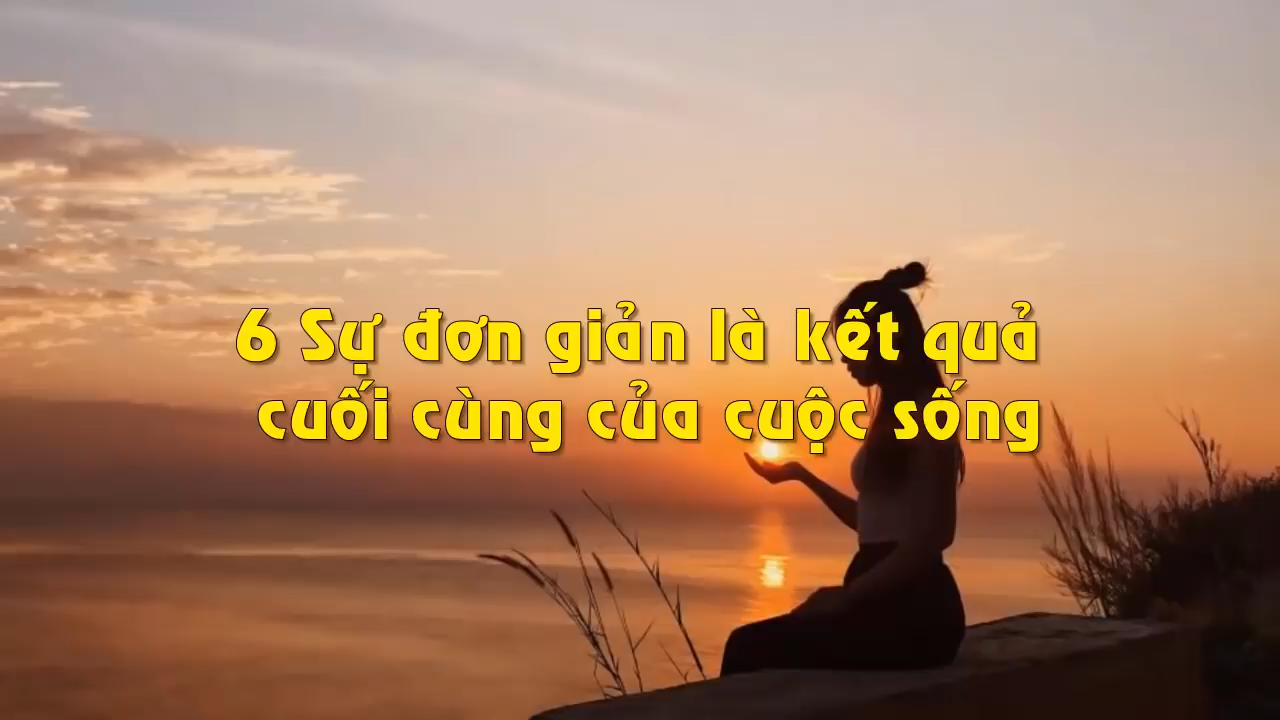 6 Sự đơn giản là kết quả
cuối cùng của cuộc sống